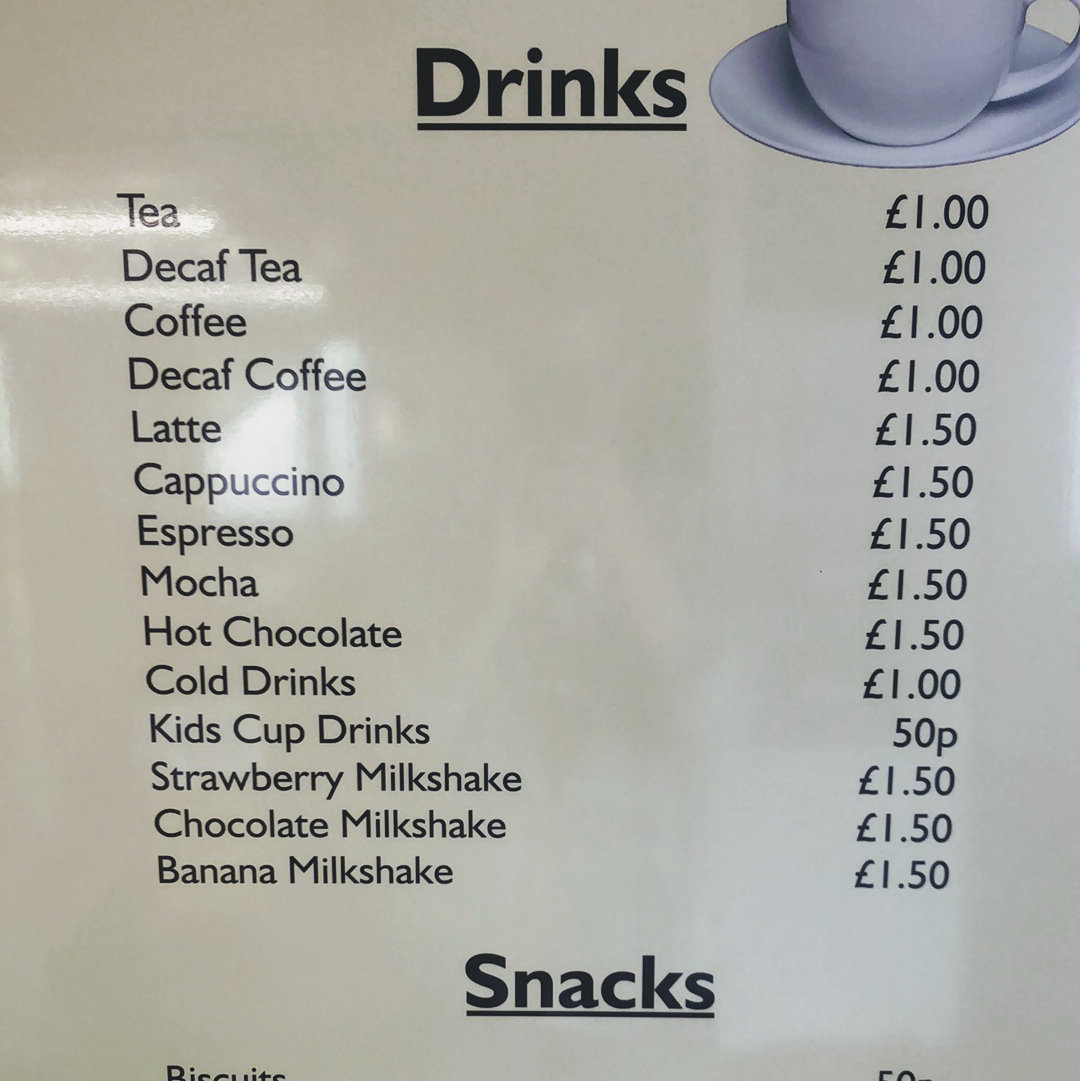 Drinks
Tea £1.00
Decaf Tea £1.00
Coffee £1.00
Decaf Coffee £1.00
Latte £1.50
Cappuccino £1.50
Espresso £1.50
Mocha £1.50
Hot Chocolate £1.50
Cold Drinks £1.00
Kids Cup Drinks 50p
Strawberry Milkshake £1.50
Chocolate Milkshake £1.50
Banana Milkshake £1.50
Snacks
Biscuits 50p